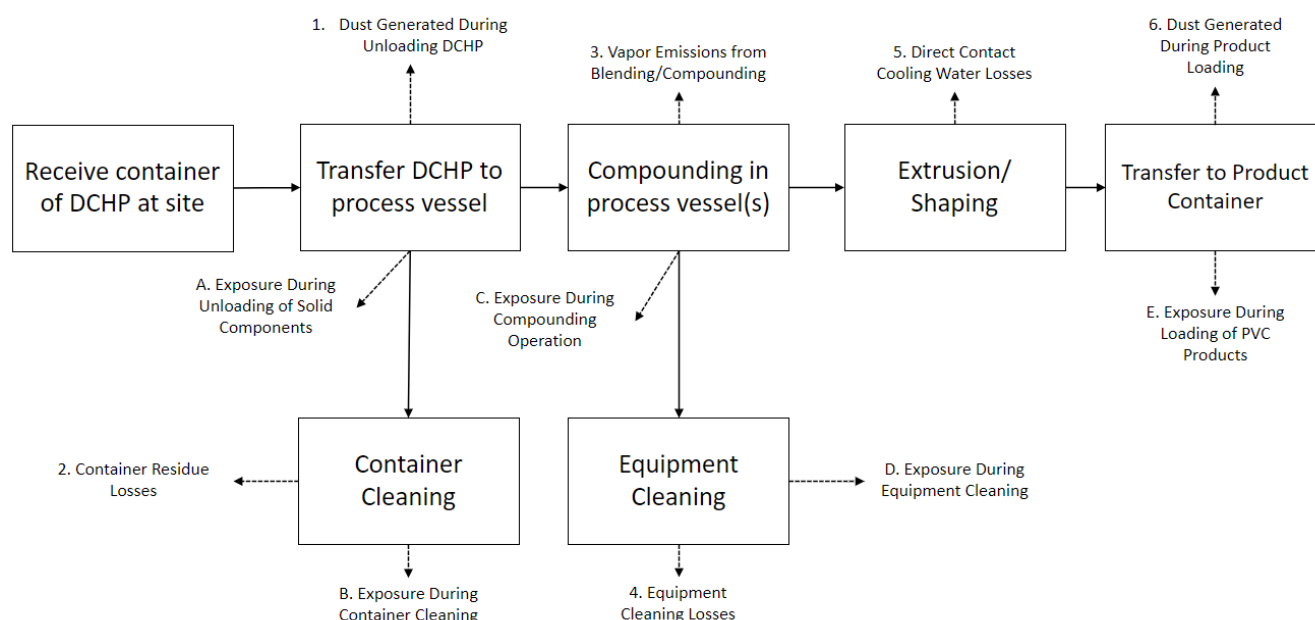 1. Dust Generated During
Unloading DCHP
3. Vapor Emissions from
Blending/Compounding
5. Direct Contact
Cooling Water Losses
6. Dust Generated
During Product
Loading
Receive container
of DCHP at site
Transfer DCHP to
process vessel
Compounding in
process vessel(s)
Extrusion/
Shaping
Transfer to Product
Container
A. Exposure During
Unloading of Solid
Components
C. Exposure During
Compounding
Operation
E. Exposure During
Loading of PVC
Products
2. Container Residue
Losses
Container
Cleaning
Equipment
Cleaning
D. Exposure During
Equipment Cleaning
B. Exposure During
Container Cleaning
4. Equipment
Cleaning Losses